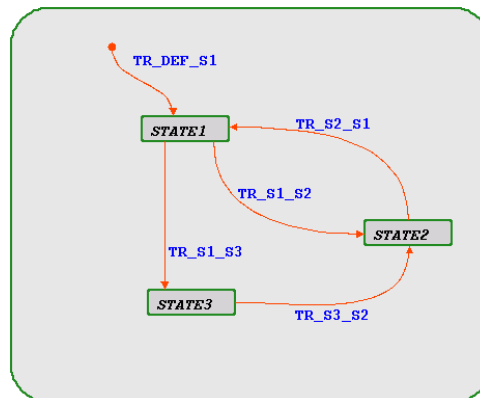 TR_DEF_S1
STATE1
TR_S2_S1
TR_S1_S2
STATE2
TR_S1_S3
STATE3
TR_S3_S2